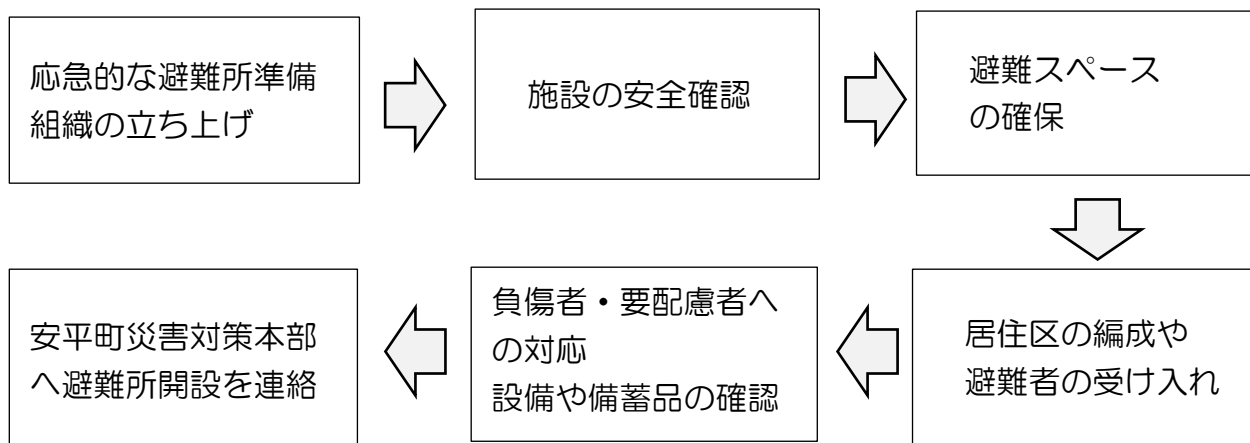 応急的な避難所準備
組織の立ち上げ
施設の安全確認
避難スペース
の確保
居住区の編成や
避難者の受け入れ
負傷者・要配慮者へ
の対応
設備や備蓄品の確認
安平町災害対策本部
へ避難所開設を連絡